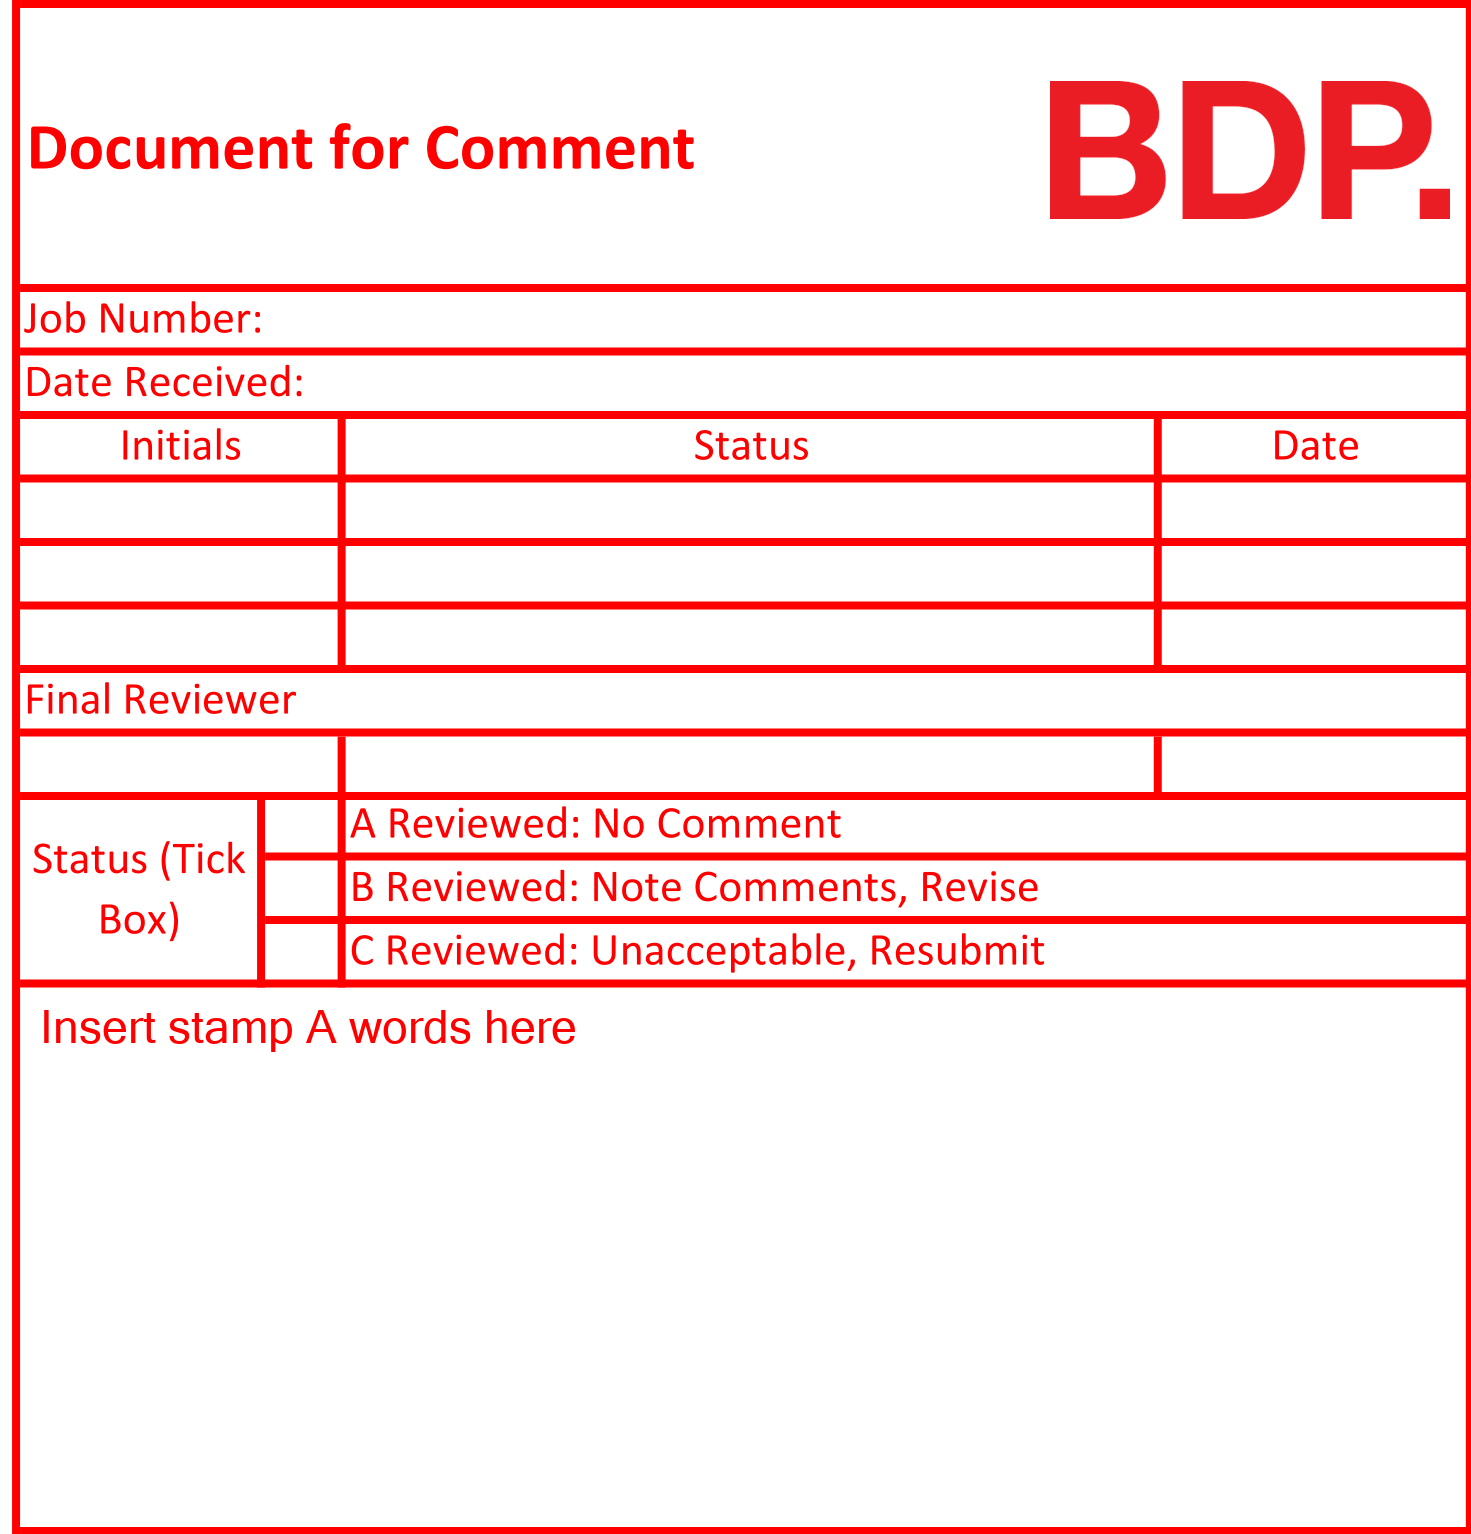 Document for Comment
BDP.
Job Number:
Date Received:
Initials Status Date
Final Reviewer
Status (Tick
Box)
A Reviewed: No Comment
B Reviewed: Note Comments, Revise
C Reviewed: Unacceptable, Resubmit
Insert stamp A words here